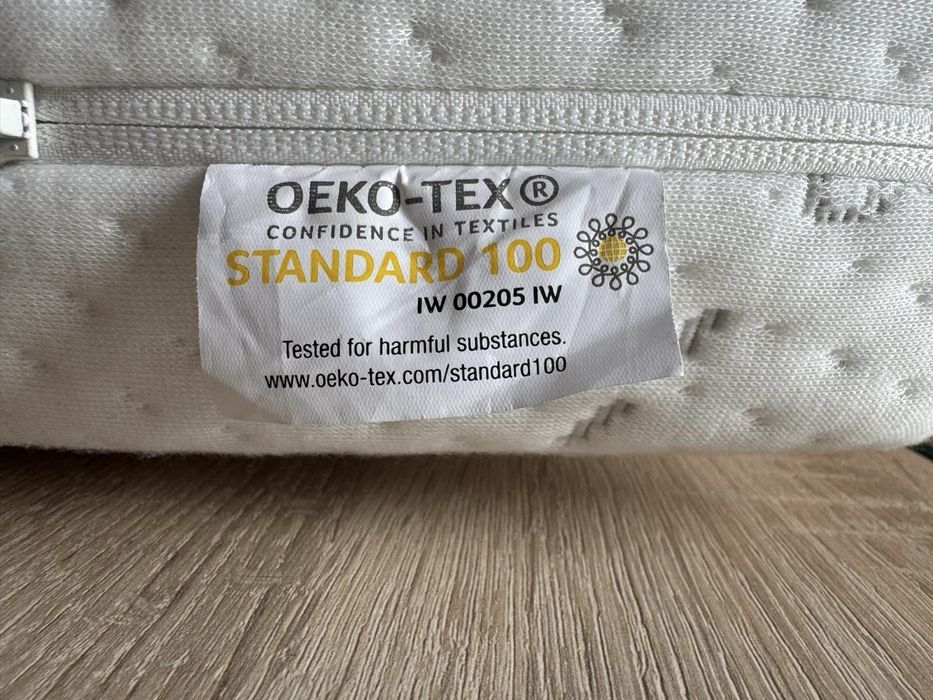 OEKO-TEX®
CONFIDENCE IN TEXTILES
STANDARD 100
IW 00205 IW
Tested for harmful substances.
www.oeko-tex.com/standard100